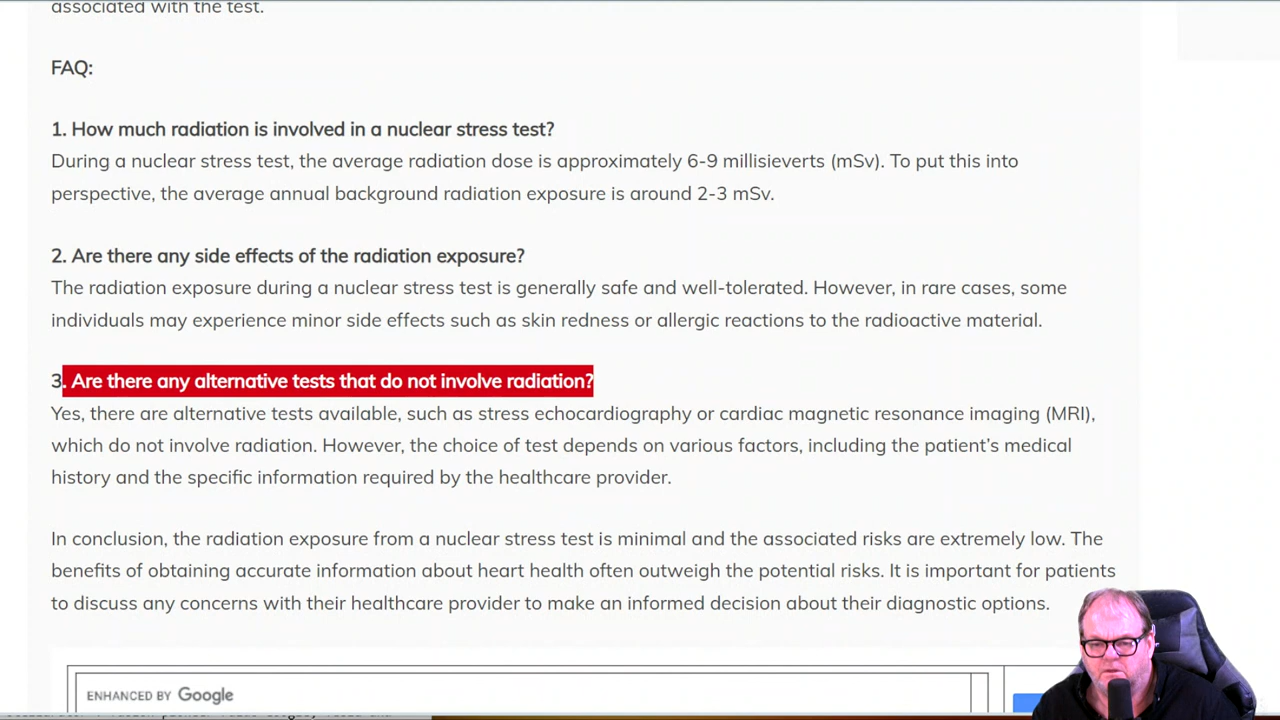 associated with the test.
FAQ:
1. How much radiation is involved in a nuclear stress test?
During a nuclear stress test, the average radiation dose is approximately 6-9 millisieverts (mSv). To put this into
perspective, the average annual background radiation exposure is around 2-3 mSv.
2. Are there any side effects of the radiation exposure?
The radiation exposure during a nuclear stress test is generally safe and well-tolerated. However, in rare cases, some
individuals may experience minor side effects such as skin redness or allergic reactions to the radioactive material.
3. Are there any alternative tests that do not involve radiation?
Yes, there are alternative tests available, such as stress echocardiography or cardiac magnetic resonance imaging (MRI),
which do not involve radiation. However, the choice of test depends on various factors, including the patient's medical
history and the specific information required by the healthcare provider.
In conclusion, the radiation exposure from a nuclear stress test is minimal and the associated risks are extremely low. The
benefits of obtaining accurate information about heart health often outweigh the potential risks. It is important for patients
to discuss any concerns with their healthcare provider to make an informed decision about their diagnostic options.
ENHANCED BY Google